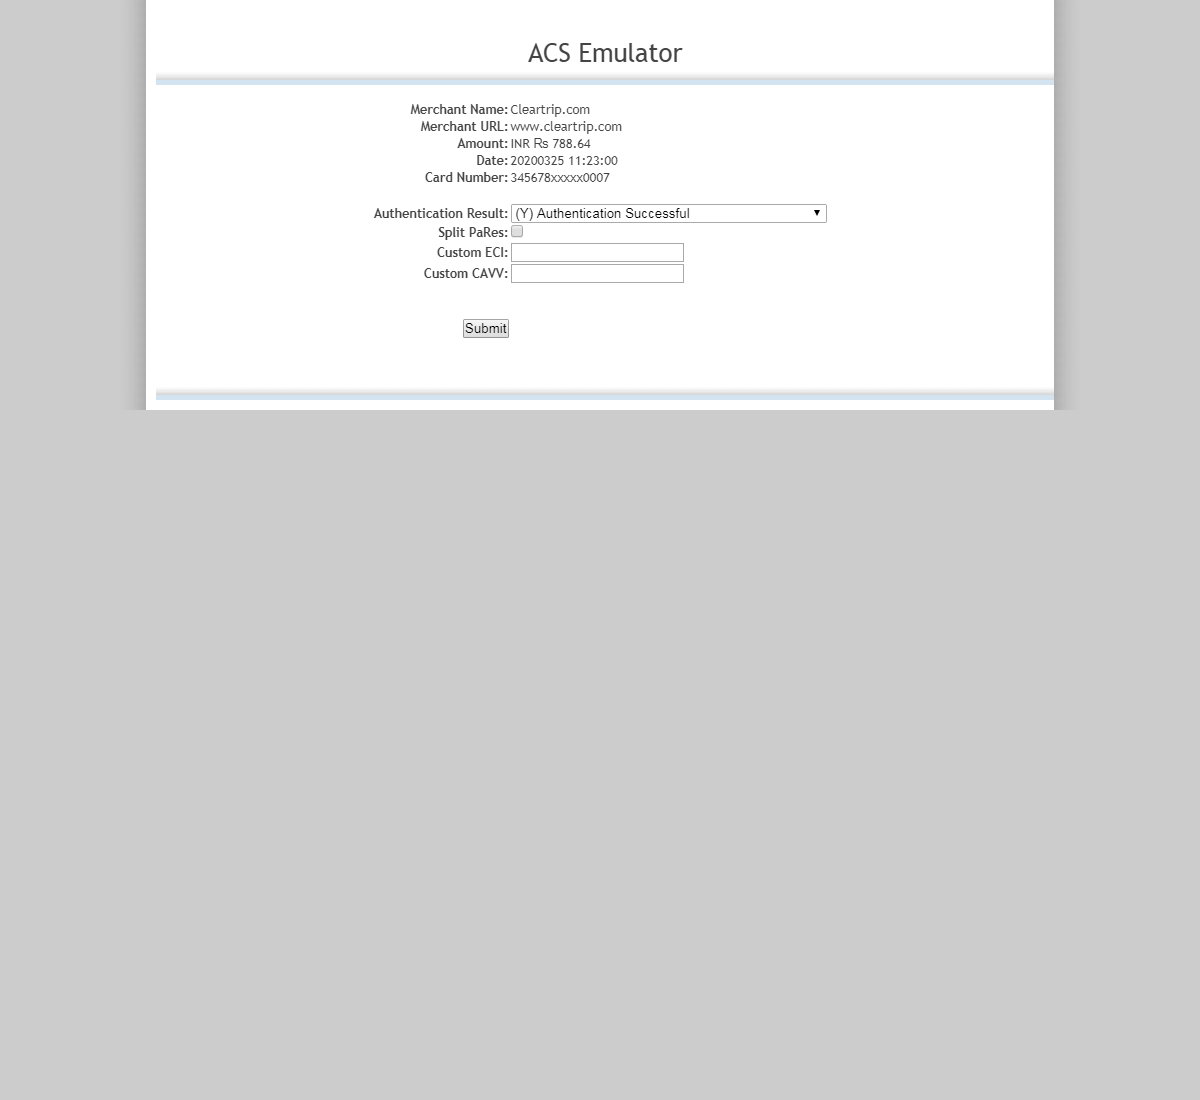 ACS Emulator
Merchant Name: Cleartrip.com
Merchant URL: www.cleartrip.com
Amount: INR Rs 788.64
Date: 20200325 11:23:00
Card Number: 345678xxxxx0007
Authentication Result: (Y) Authentication Successful
Split PaRes:
Custom ECI:
Custom CAVV:
Submit